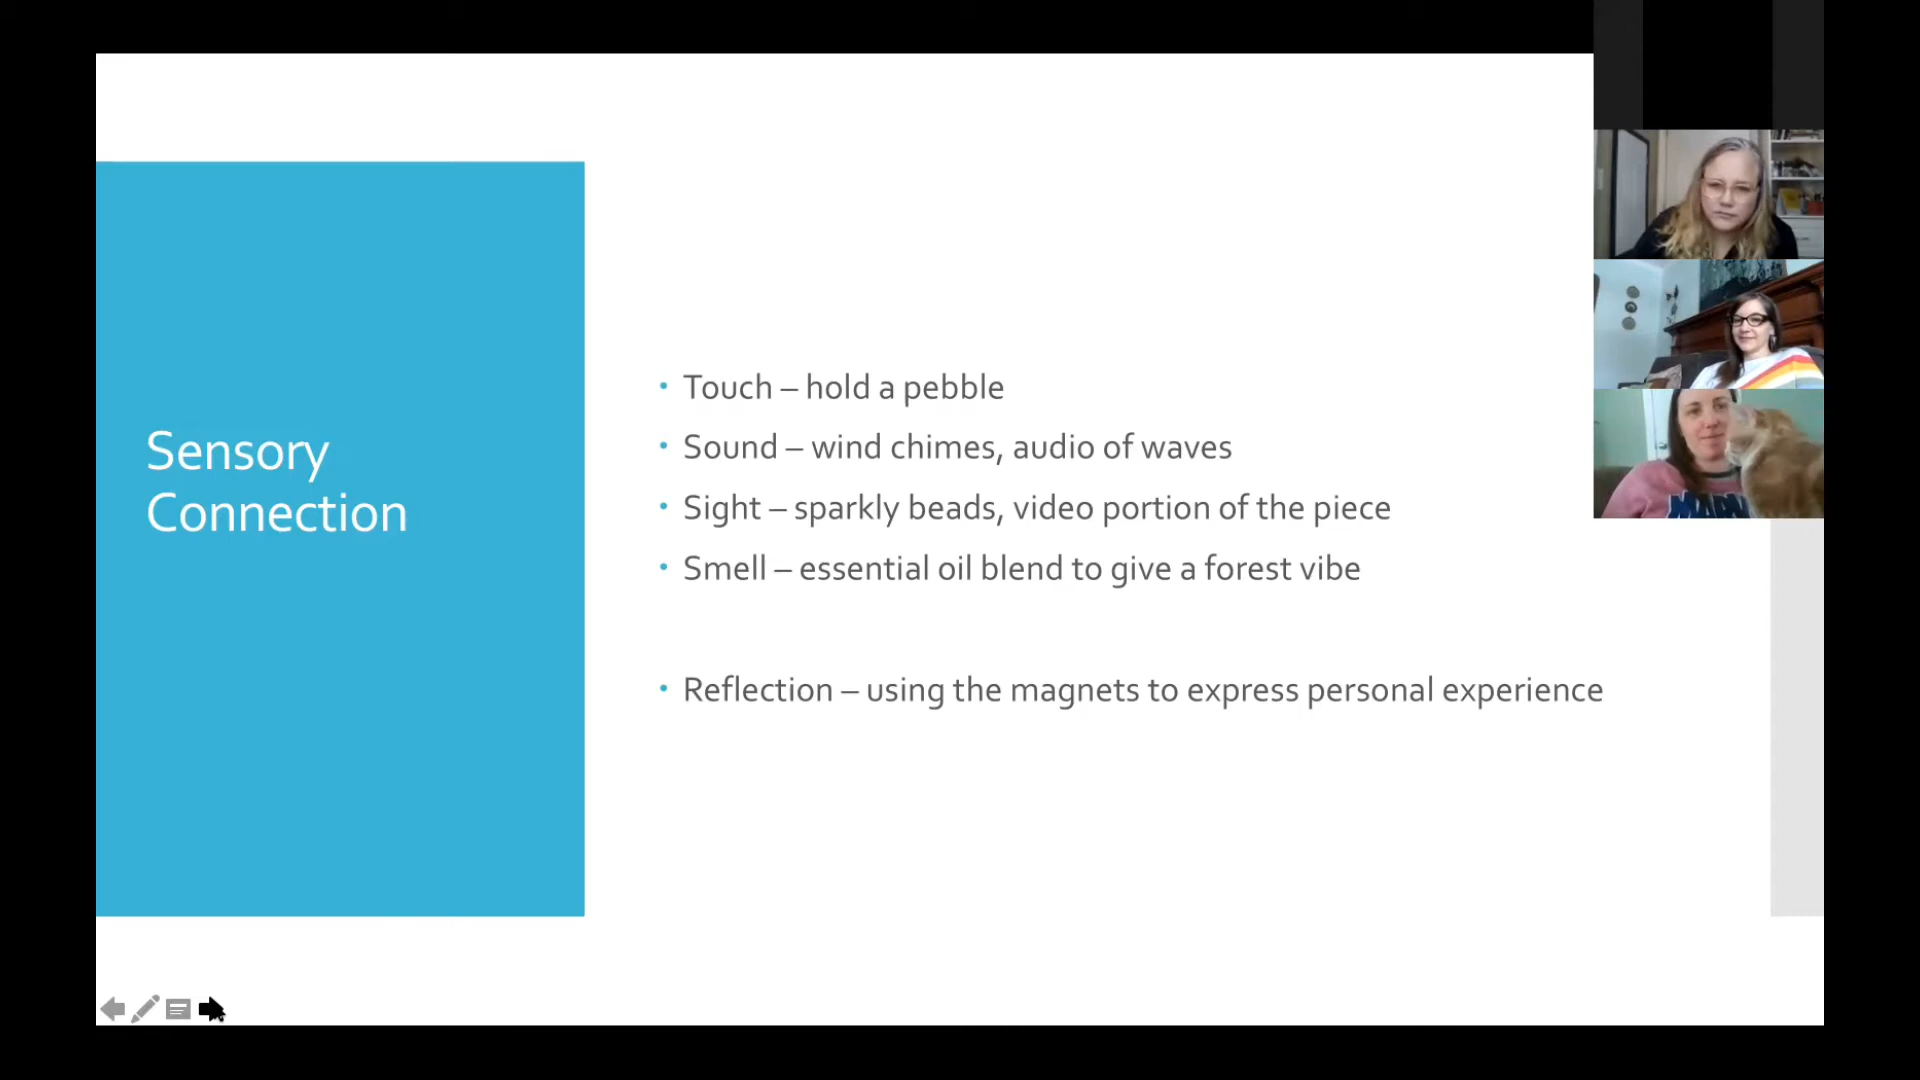 Sensory
Connection
• Touch – hold a pebble
• Sound – wind chimes, audio of waves
• Sight – sparkly beads, video portion of the piece
• Smell – essential oil blend to give a forest vibe
• Reflection – using the magnets to express personal experience